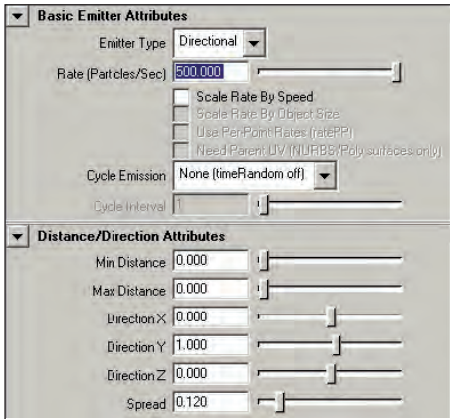 Basic Emitter Attributes
Emitter Type Directional
Rate (Particles/Sec) 500.000
Scale Rate By Speed
Scale Rate By Object Size
Use Per-Point Rates (ratePP)
Need Parent UV (NURBS/Poly surfaces only)
Cycle Emission None (timeRandom off)
Cycle Interval 1
Distance/Direction Attributes
Min Distance 0.000
Max Distance 0.000
Direction X 0.000
Direction Y 1.000
Direction Z 0.000
Spread 0.120